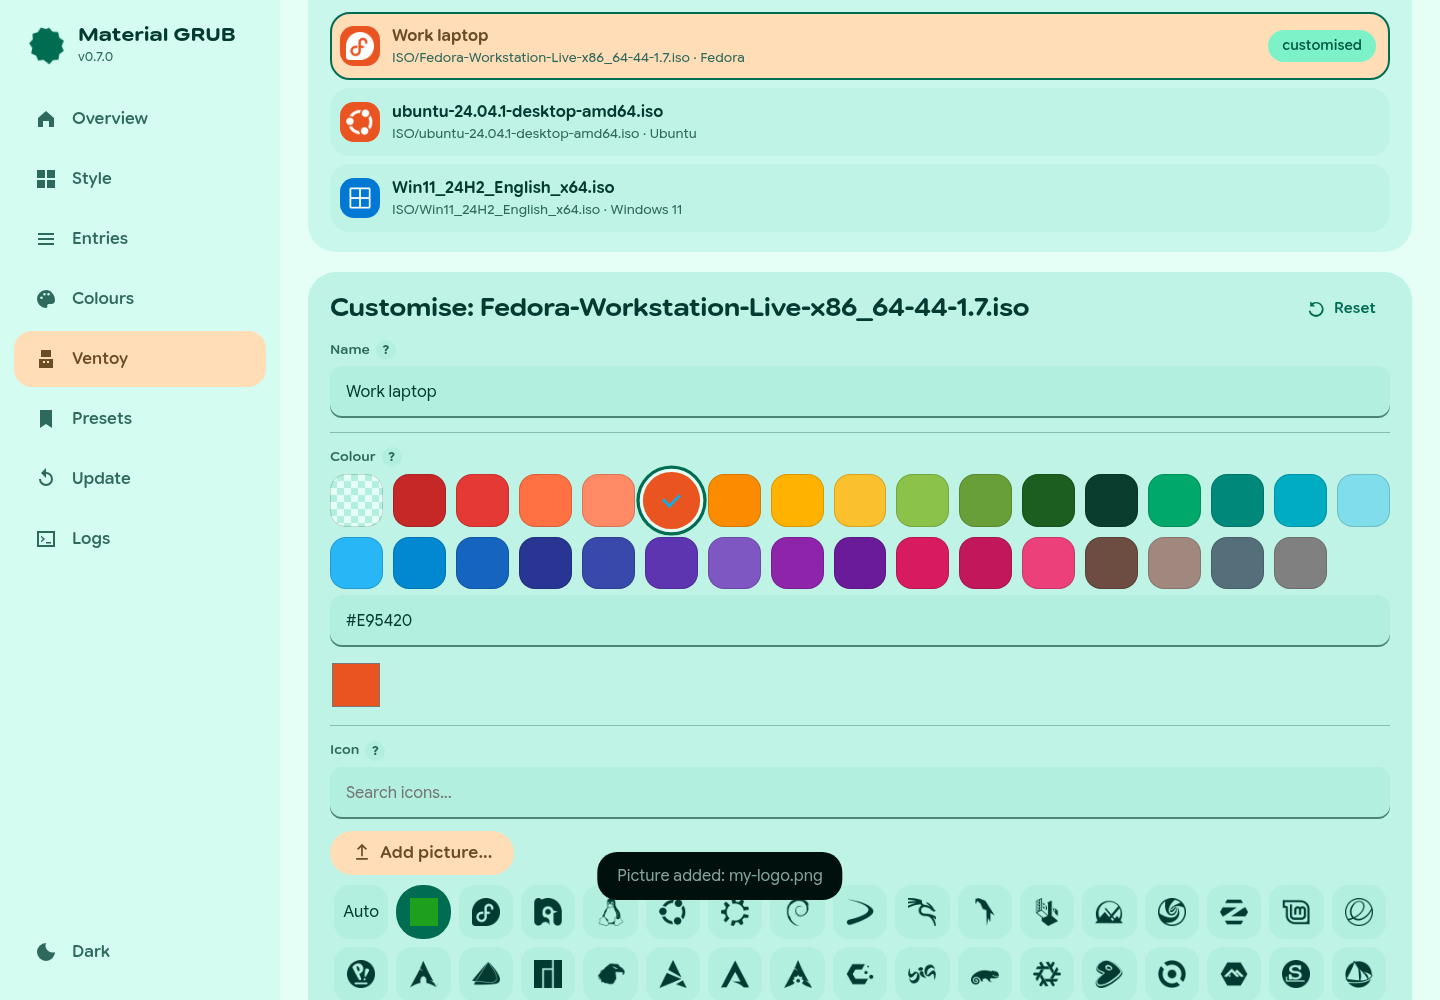 Material GRUB
v0.7.0
Overview
Style
Entries
Colours
Ventoy
Presets
Update
Logs
Dark
Work laptop
ISO/Fedora-Workstation-Live-x86_64-44-1.7.iso · Fedora
customised
ubuntu-24.04.1-desktop-amd64.iso
ISO/ubuntu-24.04.1-desktop-amd64.iso · Ubuntu
Win11_24H2_English_x64.iso
ISO/Win11_24H2_English_x64.iso · Windows 11
Customise: Fedora-Workstation-Live-x86_64-44-1.7.iso
Reset
Name ?
Work laptop
Colour ?
#E95420
Icon ?
Search icons...
Add picture...
Picture added: my-logo.png
Auto